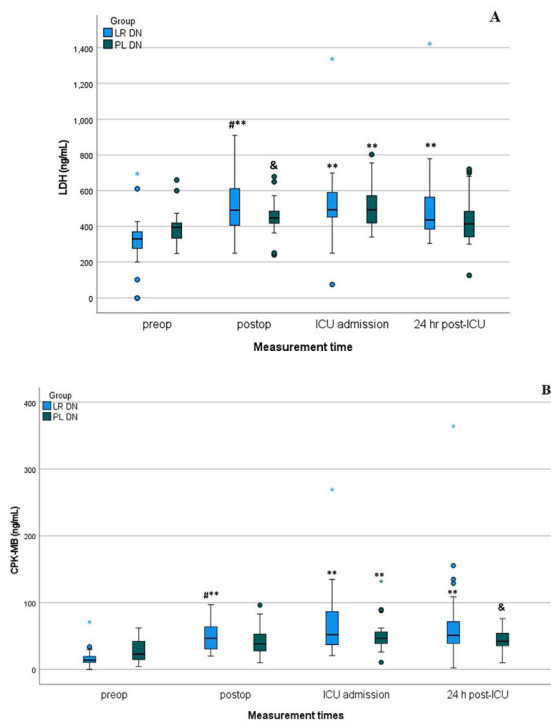 A
Group
LR DN
PL DN
1,400
1,200
1,000
800
600
400
200
0
LDH (ng/mL)
#**
&
**
**
**
preop postop ICU admission 24 hr post-ICU
Measurement time
B
Group
LR DN
PL DN
400
300
200
100
0
CPK-MB (ng/mL)
#**
**
**
**
&
preop postop ICU admission 24 h post-ICU
Measurement times